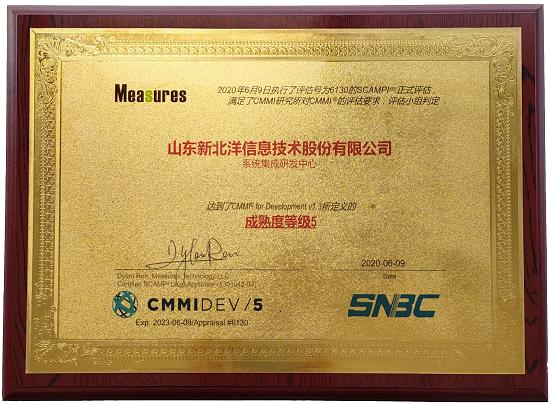 Measures
2020年6月9日执行了评估号为6130的SCAMPI℠正式评估，
满足了CMMI研究所对CMMI®的评估要求，评估小组判定
山东新北洋信息技术股份有限公司
系统集成研发中心
达到了CMMI® for Development v1.3所定义的
成熟度等级5
2020-06-09
Dylan Ren, Measures Technology LLC
Date
Certified SCAMPI Lead Appraiser
CMMIDEV/5
SNBC
Exp. 2023-06-09/Appraisal #6130